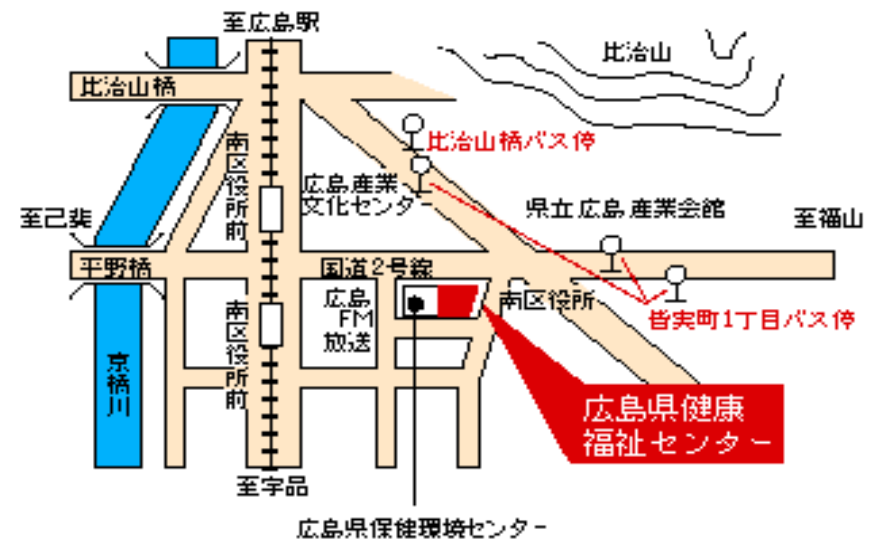 至広島駅
比治山
比治山橋
比治山橋バス停
南区役所前
広島産業
文化センター
県立広島産業会館
至己斐
至福山
平野橋
国道2号線
広島
FM
放送
南区役所
皆実町1丁目バス停
南区役所前
京橋川
広島県健康
福祉センター
至宇品
広島県保健環境センター